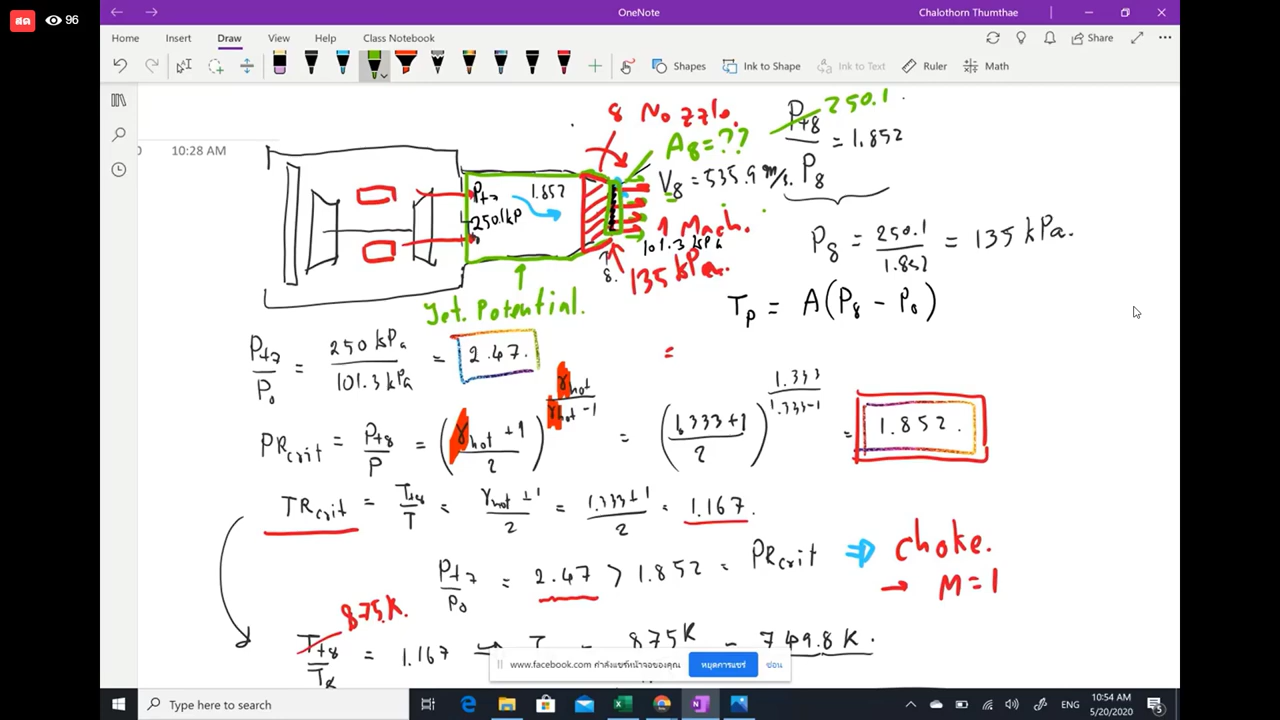 สด 96
OneNote
Chalothorn Thumthae
Home Insert Draw View Help Class Notebook
Share
Shapes Ink to Shape Ink to Text Ruler Math
10:28 AM
8 Nozzle.
A8 = ??
V8 = 535.9 m/s.
Pt8 250.1
P8 = 1.852
Pt7
250.1kP
1.852
1 Mach.
101.3 kPa
135 kPa.
8.
P8 = 250.1 / 1.852 = 135 kPa.
Jet. Potential.
Tp = A(P8 − P0)
Pt7 / P0 = 250 kPa / 101.3 kPa = 2.47.
=
PRcrit = Pt8 / P = ((γhot + 1) / 2)^(γhot / (γhot − 1)) = ((1.333+1) / 2)^(1.333 / (1.333−1)) = 1.852.
TRcrit = Tt8 / T = (γhot + 1) / 2 = (1.333+1) / 2 = 1.167.
Pt7 / P0 = 2.47 > 1.852 = PRcrit ⇒ choke.
→ M = 1
875K.
Tt8 / T8 = 1.167 ⇒ T = 875K = 749.8 K.
www.facebook.com กำลังแชร์หน้าจอของคุณ หยุดการแชร์ ซ่อน
Type here to search
ENG
10:54 AM
5/20/2020
5